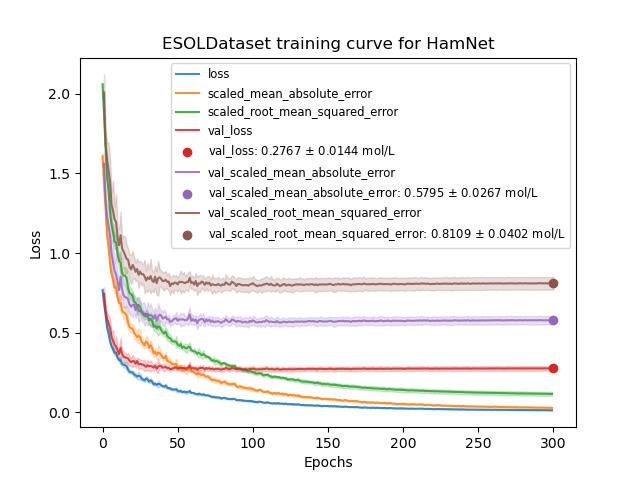 ESOLDataset training curve for HamNet
loss
scaled_mean_absolute_error
scaled_root_mean_squared_error
val_loss
val_loss: 0.2767 ± 0.0144 mol/L
val_scaled_mean_absolute_error
val_scaled_mean_absolute_error: 0.5795 ± 0.0267 mol/L
val_scaled_root_mean_squared_error
val_scaled_root_mean_squared_error: 0.8109 ± 0.0402 mol/L
Loss
2.0
1.5
1.0
0.5
0.0
0 50 100 150 200 250 300
Epochs